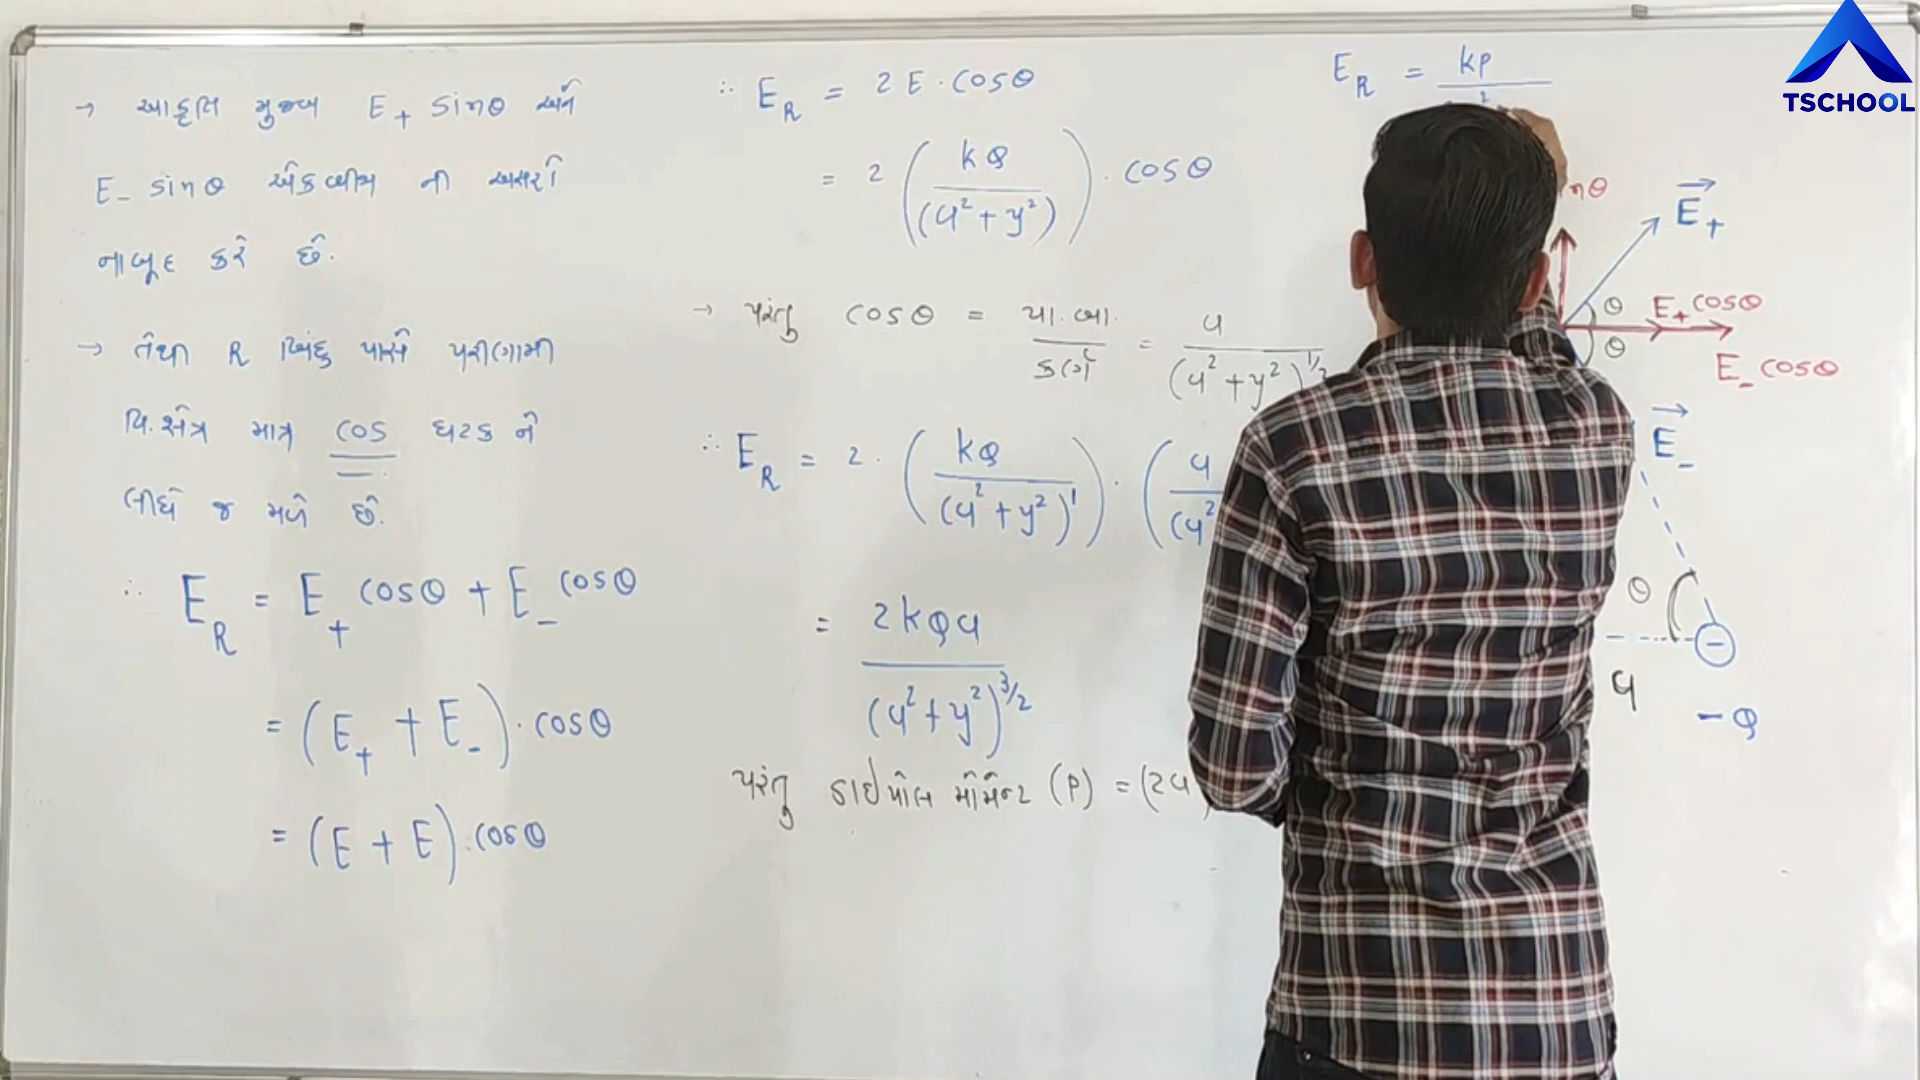 → આકૃતિ મુજબ E₊ sinθ અને
E₋ sinθ એકબીજા ની અસરો
નાબૂદ કરે છે.
→ તેથી R બિંદુ પાસે પરીણામી
વિ.ક્ષેત્ર માત્ર cos ઘટક ને
લીધે જ મળે છે.
∴ E_R = E₊ cosθ + E₋ cosθ
= (E₊ + E₋) · cosθ
= (E + E) · cosθ
∴ E_R = 2E · cosθ
= 2 (kQ / (a² + y²)) · cosθ
→ પરંતુ cosθ = પા.બા. / કર્ણ = a / (a² + y²)^1/2
∴ E_R = 2 · (kQ / (a² + y²)¹) · (a / (a²
= 2kQa / (a² + y²)^3/2
પરંતુ ડાઇપોલ મોમેન્ટ (P) = (2a
E_R = kp / ²
nθ
E₊
θ
E₊ cosθ
θ
E₋ cosθ
E₋
θ
−
a
−Q
TSCHOOL